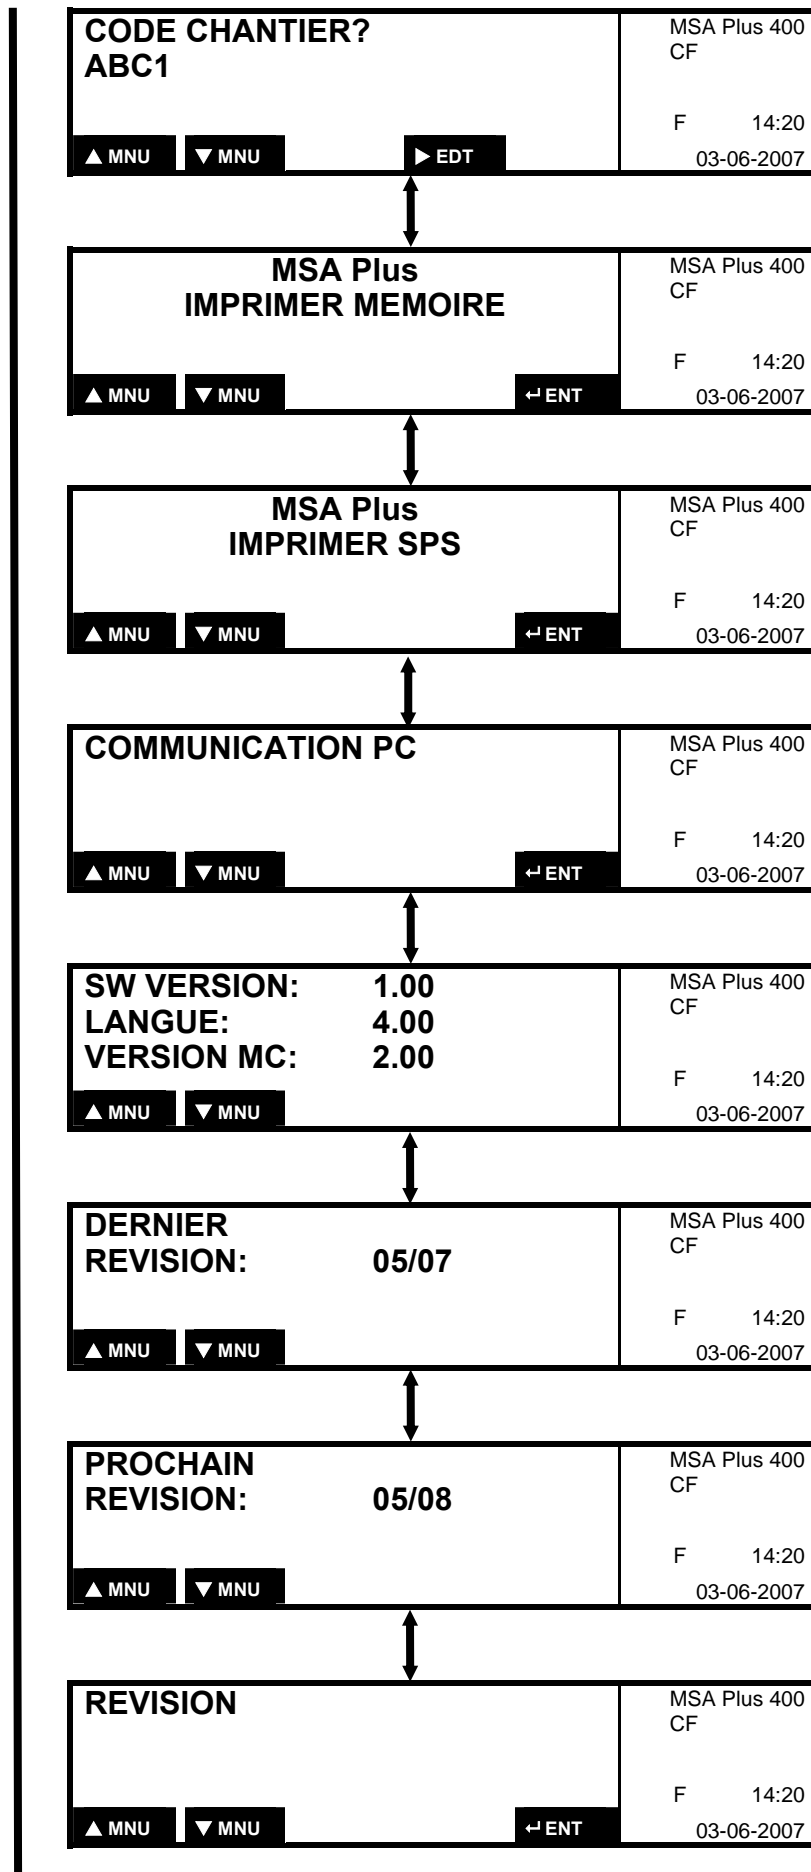 CODE CHANTIER?
ABC1
▲ MNU ▼ MNU ▶ EDT
MSA Plus 400
CF
F 14:20
03-06-2007
MSA Plus
IMPRIMER MEMOIRE
▲ MNU ▼ MNU ↵ ENT
MSA Plus 400
CF
F 14:20
03-06-2007
MSA Plus
IMPRIMER SPS
▲ MNU ▼ MNU ↵ ENT
MSA Plus 400
CF
F 14:20
03-06-2007
COMMUNICATION PC
▲ MNU ▼ MNU ↵ ENT
MSA Plus 400
CF
F 14:20
03-06-2007
SW VERSION: 1.00
LANGUE: 4.00
VERSION MC: 2.00
▲ MNU ▼ MNU
MSA Plus 400
CF
F 14:20
03-06-2007
DERNIER
REVISION: 05/07
▲ MNU ▼ MNU
MSA Plus 400
CF
F 14:20
03-06-2007
PROCHAIN
REVISION: 05/08
▲ MNU ▼ MNU
MSA Plus 400
CF
F 14:20
03-06-2007
REVISION
▲ MNU ▼ MNU ↵ ENT
MSA Plus 400
CF
F 14:20
03-06-2007